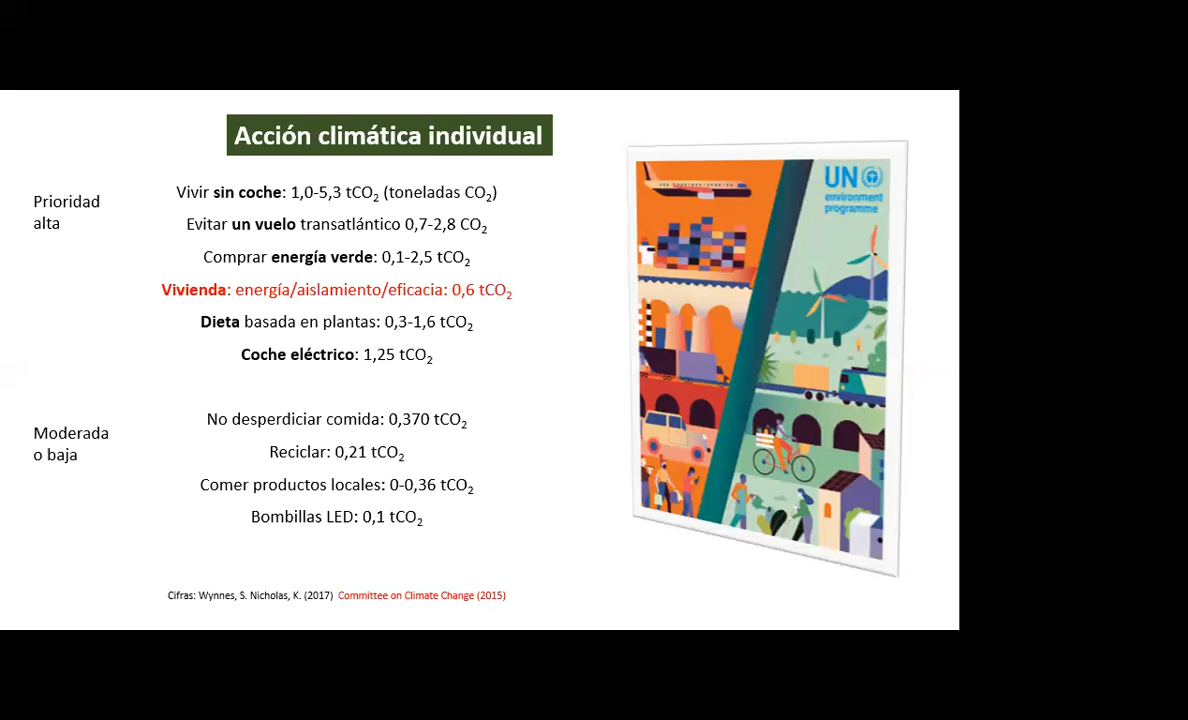 Acción climática individual
Prioridad
alta
Vivir sin coche: 1,0-5,3 tCO₂ (toneladas CO₂)
Evitar un vuelo transatlántico 0,7-2,8 CO₂
Comprar energía verde: 0,1-2,5 tCO₂
Vivienda: energía/aislamiento/eficacia: 0,6 tCO₂
Dieta basada en plantas: 0,3-1,6 tCO₂
Coche eléctrico: 1,25 tCO₂
Moderada
o baja
No desperdiciar comida: 0,370 tCO₂
Reciclar: 0,21 tCO₂
Comer productos locales: 0-0,36 tCO₂
Bombillas LED: 0,1 tCO₂
Cifras: Wynnes, S. Nicholas, K. (2017) Committee on Climate Change (2015)
UN
environment
programme